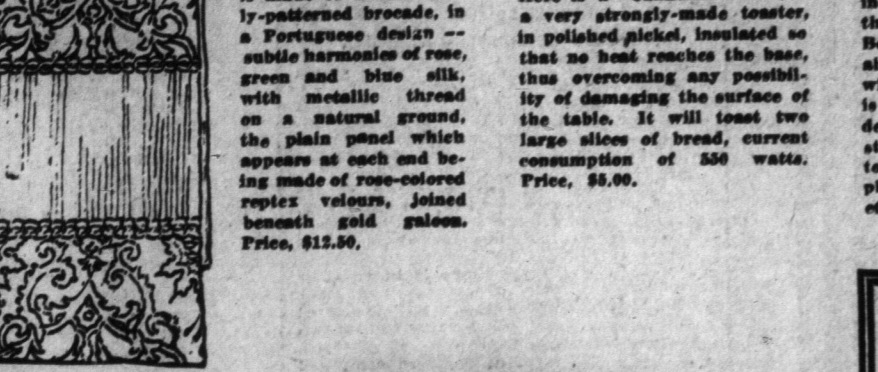 ly-patterned brocade, in
a Portuguese design --
subtle harmonies of rose,
green and blue silk,
with metallic thread
on a natural ground,
the plain panel which
appears at each end be-
ing made of rose-colored
reptex velours, joined
beneath gold galoon.
Price, $12.50,
a very strongly-made toaster,
in polished nickel, insulated so
that no heat reaches the base,
thus overcoming any possibil-
ity of damaging the surface of
the table. It will toast two
large slices of bread, current
consumption of 550 watts.
Price, $5.00.